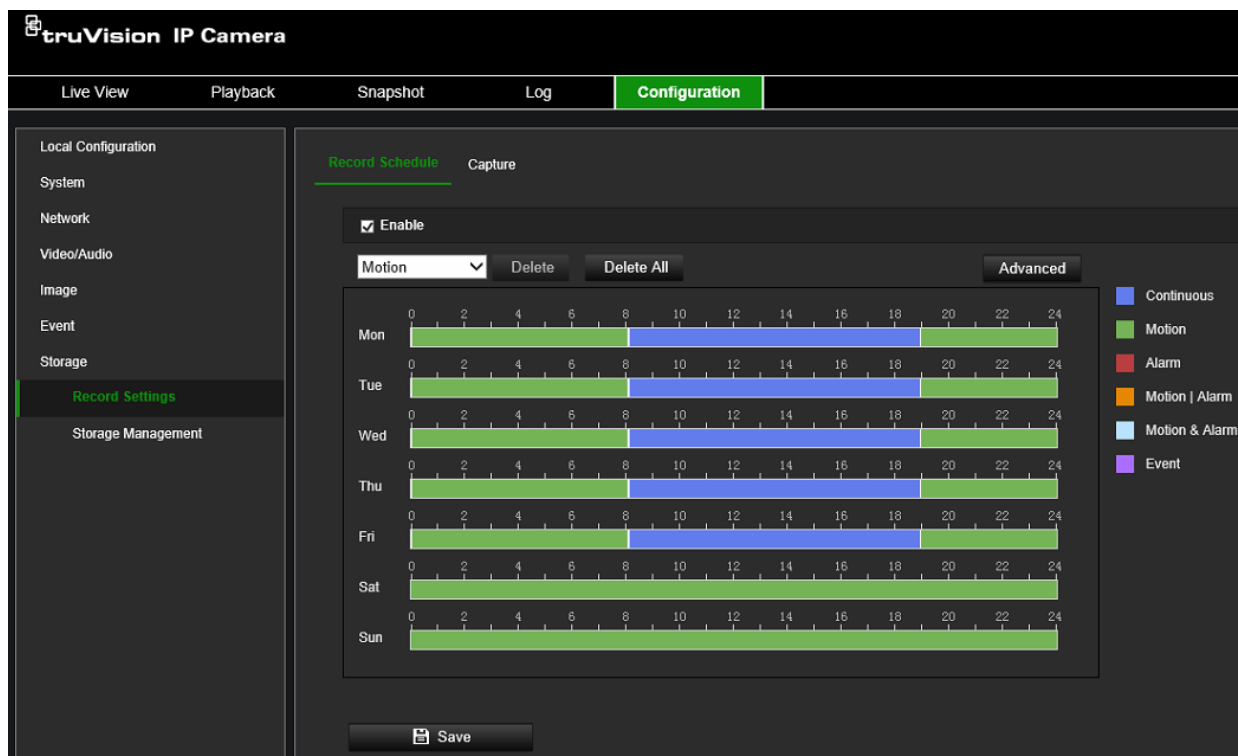 truVision IP Camera
Live View Playback Snapshot Log Configuration
Local Configuration
System
Network
Video/Audio
Image
Event
Storage
Record Settings
Storage Management
Record Schedule Capture
Enable
Motion Delete Delete All Advanced
0 2 4 6 8 10 12 14 16 18 20 22 24
Mon
0 2 4 6 8 10 12 14 16 18 20 22 24
Tue
0 2 4 6 8 10 12 14 16 18 20 22 24
Wed
0 2 4 6 8 10 12 14 16 18 20 22 24
Thu
0 2 4 6 8 10 12 14 16 18 20 22 24
Fri
0 2 4 6 8 10 12 14 16 18 20 22 24
Sat
0 2 4 6 8 10 12 14 16 18 20 22 24
Sun
Continuous
Motion
Alarm
Motion | Alarm
Motion & Alarm
Event
Save